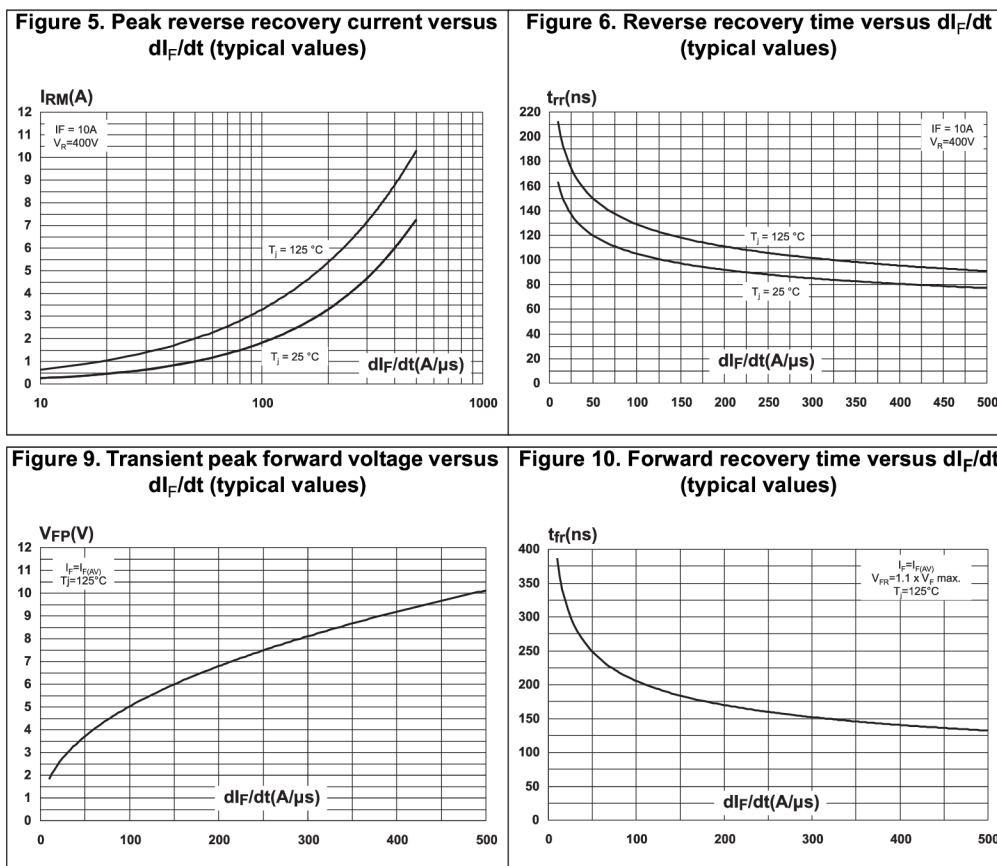 Figure 5. Peak reverse recovery current versus
dIF/dt (typical values)
IRM(A)
12
11
10
9
8
7
6
5
4
3
2
1
0
IF = 10A
VR=400V
Tj = 125 °C
Tj = 25 °C
dIF/dt(A/µs)
10 100 1000
Figure 6. Reverse recovery time versus dIF/dt
(typical values)
trr(ns)
220
200
180
160
140
120
100
80
60
40
20
0
IF = 10A
VR=400V
Tj = 125 °C
Tj = 25 °C
dIF/dt(A/µs)
0 50 100 150 200 250 300 350 400 450 500
Figure 9. Transient peak forward voltage versus
dIF/dt (typical values)
VFP(V)
12
11
10
9
8
7
6
5
4
3
2
1
0
IF=IF(AV)
Tj=125°C
dIF/dt(A/µs)
0 100 200 300 400 500
Figure 10. Forward recovery time versus dIF/dt
(typical values)
tfr(ns)
400
350
300
250
200
150
100
50
0
IF=IF(AV)
VFR=1.1 x VF max.
Tj=125°C
dIF/dt(A/µs)
0 100 200 300 400 500